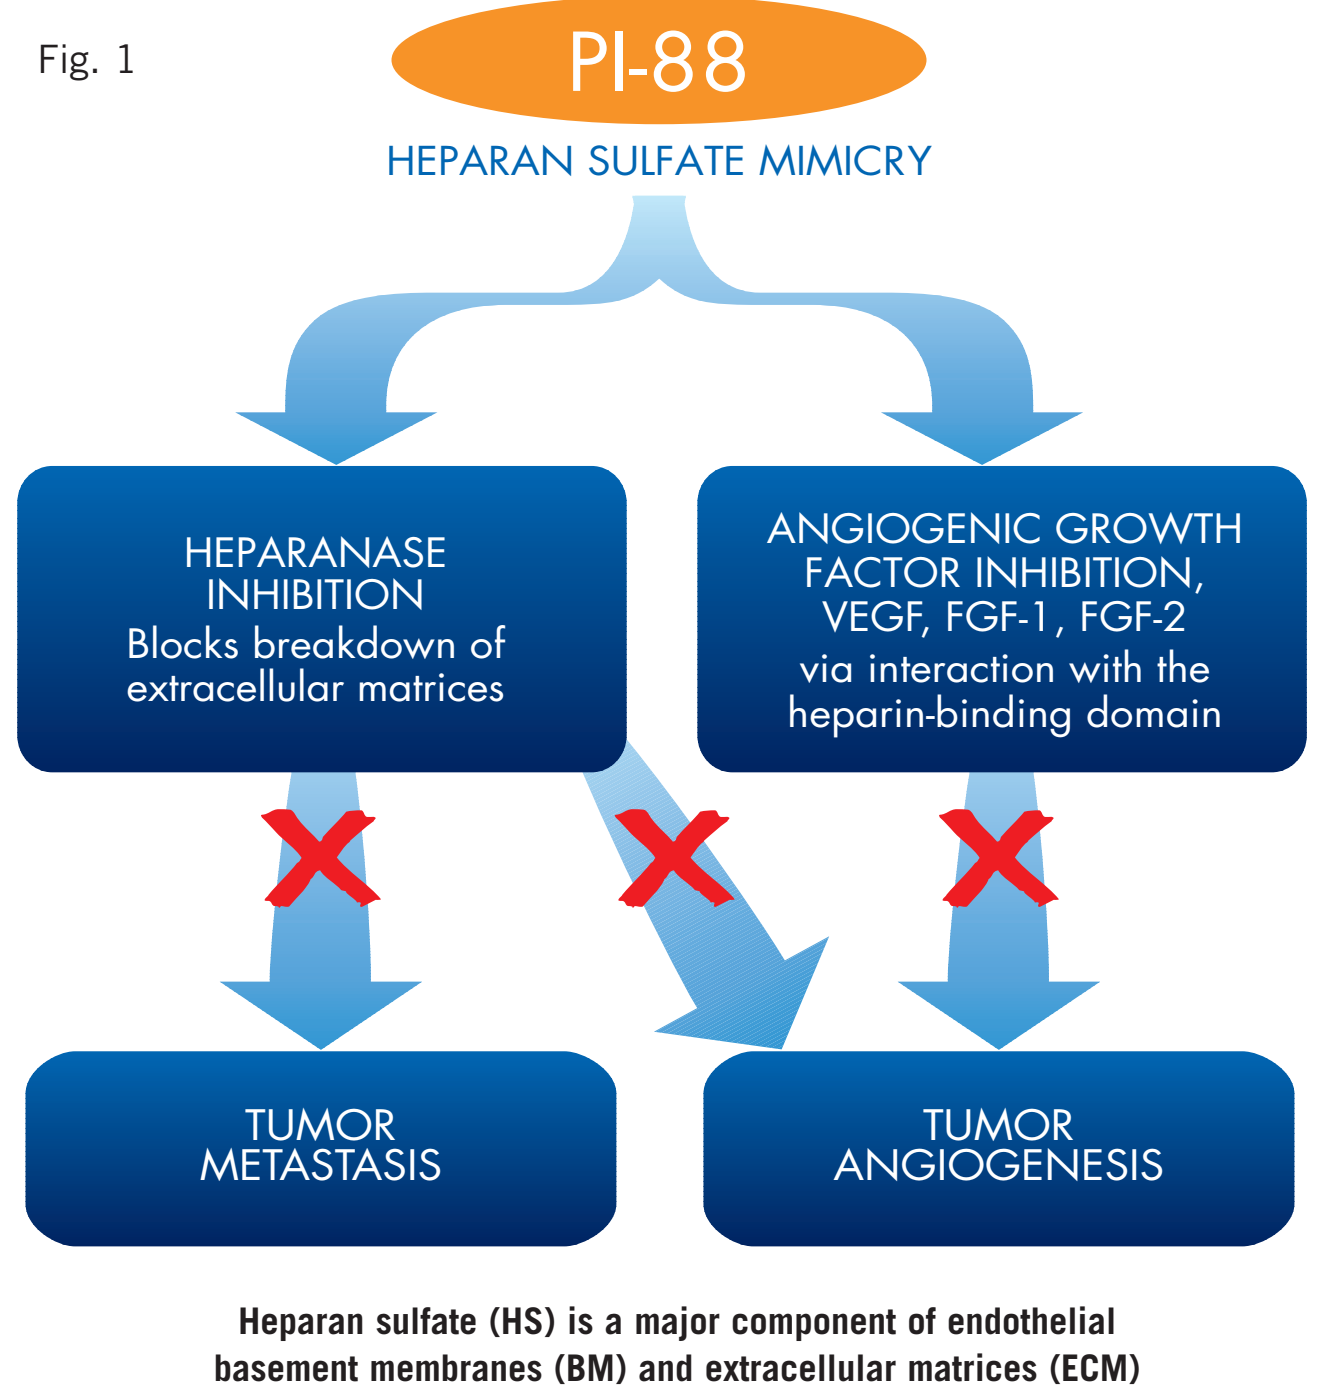 Fig. 1
PI-88
HEPARAN SULFATE MIMICRY
HEPARANASE
INHIBITION
Blocks breakdown of
extracellular matrices
ANGIOGENIC GROWTH
FACTOR INHIBITION,
VEGF, FGF-1, FGF-2
via interaction with the
heparin-binding domain
TUMOR
METASTASIS
TUMOR
ANGIOGENESIS
Heparan sulfate (HS) is a major component of endothelial
basement membranes (BM) and extracellular matrices (ECM)